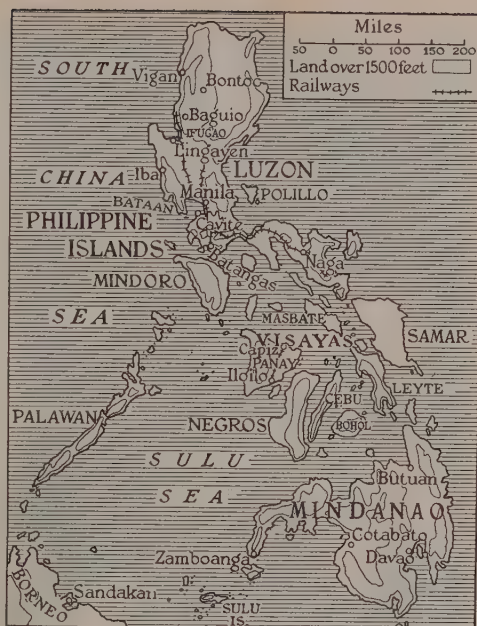 Miles
50 0 50 100 150 200
Land over 1500 feet
Railways
SOUTH
Vigan
Bontoc
Baguio
IFUGAO
Lingayen
LUZON
CHINA
Iba
Manila
POLILLO
BATAAN
PHILIPPINE
Cavite
ISLANDS
Batangas
Naga
MINDORO
SEA
MASBATE
VISAYAS
SAMAR
Capiz
PANAY
Iloilo
LEYTE
CEBU
PALAWAN
NEGROS
BOHOL
SULU
SEA
Butuan
MINDANAO
Cotabato
Davao
Zamboanga
BORNEO
Sandakan
SULU
IS.